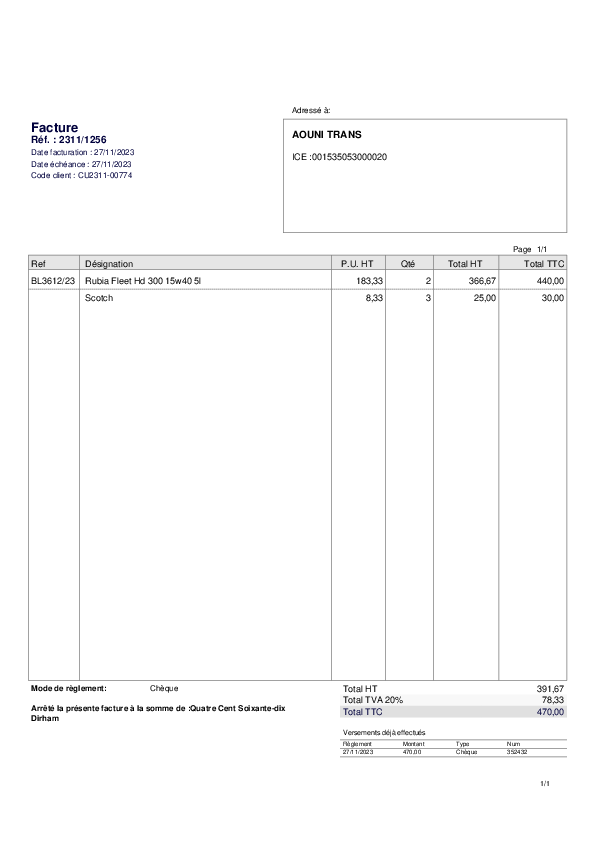 Adressé à:
Facture
Réf. : 2311/1256
Date facturation : 27/11/2023
Date échéance : 27/11/2023
Code client : CU2311-00774
AOUNI TRANS
ICE :001535053000020
Page 1/1
Ref Désignation P.U. HT Qté Total HT Total TTC
BL3612/23 Rubia Fleet Hd 300 15w40 5l 183,33 2 366,67 440,00
Scotch 8,33 3 25,00 30,00
Mode de règlement: Chèque
Arrêté la présente facture à la somme de :Quatre Cent Soixante-dix
Dirham
Total HT 391,67
Total TVA 20% 78,33
Total TTC 470,00
Versements déjà effectués
Règlement Montant Type Num
27/11/2023 470,00 Chèque 352432
1/1